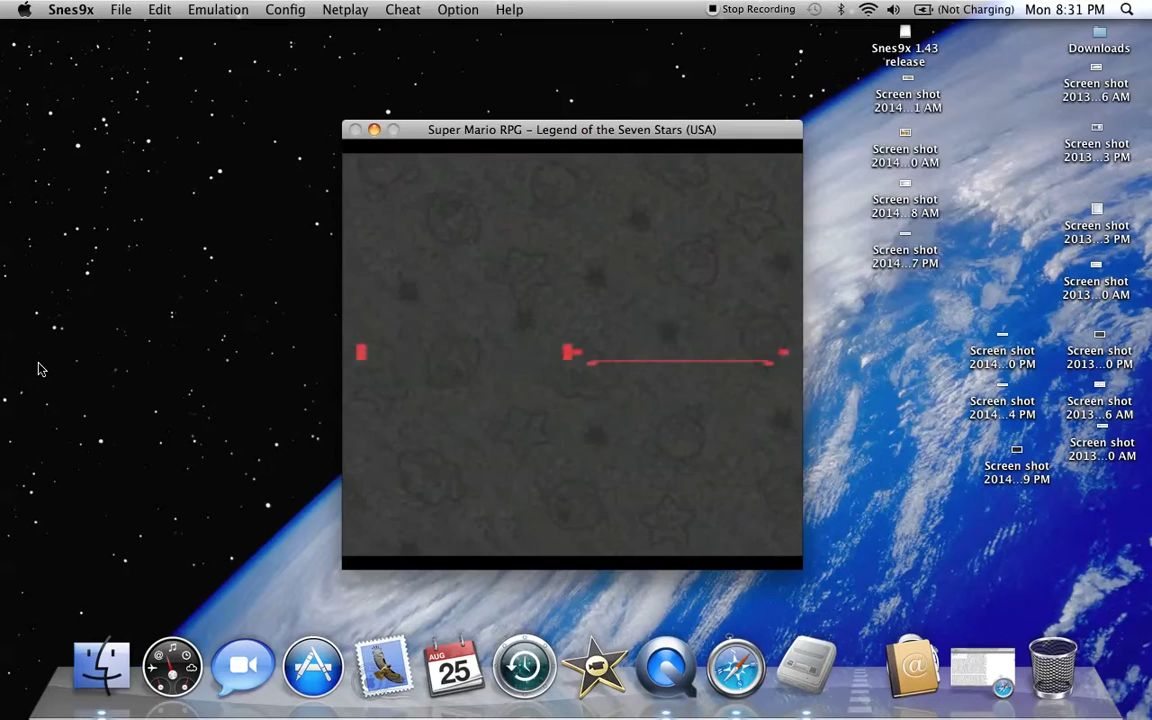 Snes9x File Edit Emulation Config Netplay Cheat Option Help Stop Recording (Not Charging) Mon 8:31 PM
Super Mario RPG – Legend of the Seven Stars (USA)
Snes9x 1.43
release
Downloads
Screen shot
2014...1 AM
Screen shot
2013...6 AM
Screen shot
2014...0 AM
Screen shot
2013...3 PM
Screen shot
2014...8 AM
Screen shot
2013...3 PM
Screen shot
2014...7 PM
Screen shot
2013...0 AM
Screen shot
2014...0 PM
Screen shot
2013...0 PM
Screen shot
2014...4 PM
Screen shot
2013...6 AM
Screen shot
2014...9 PM
Screen shot
2013...0 AM
AUG
25